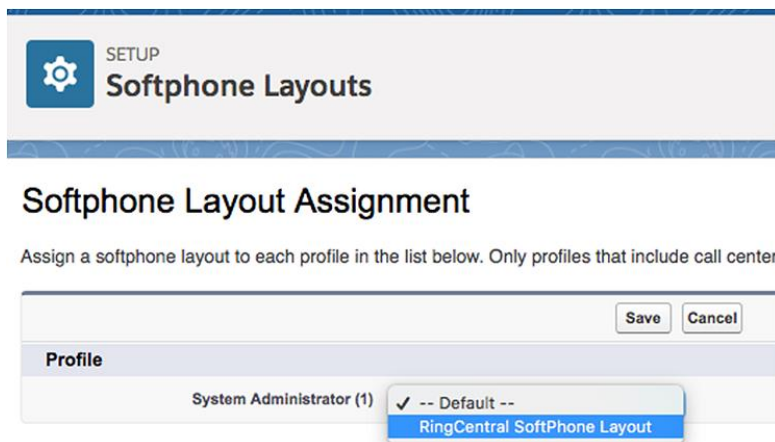 SETUP
Softphone Layouts
Softphone Layout Assignment
Assign a softphone layout to each profile in the list below. Only profiles that include call center
Save Cancel
Profile
System Administrator (1) ✓ -- Default --
RingCentral SoftPhone Layout